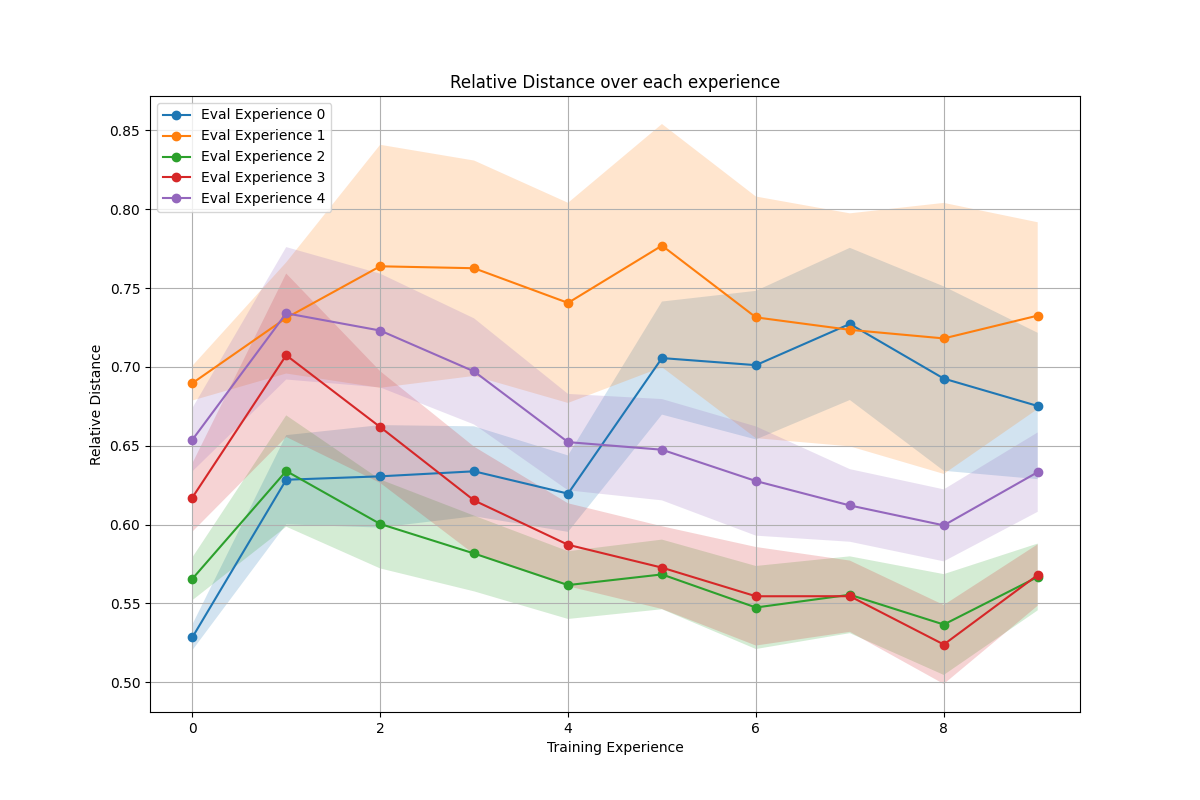 Relative Distance over each experience
Eval Experience 0
Eval Experience 1
Eval Experience 2
Eval Experience 3
Eval Experience 4
0.85
0.80
0.75
0.70
0.65
0.60
0.55
0.50
Relative Distance
0 2 4 6 8
Training Experience